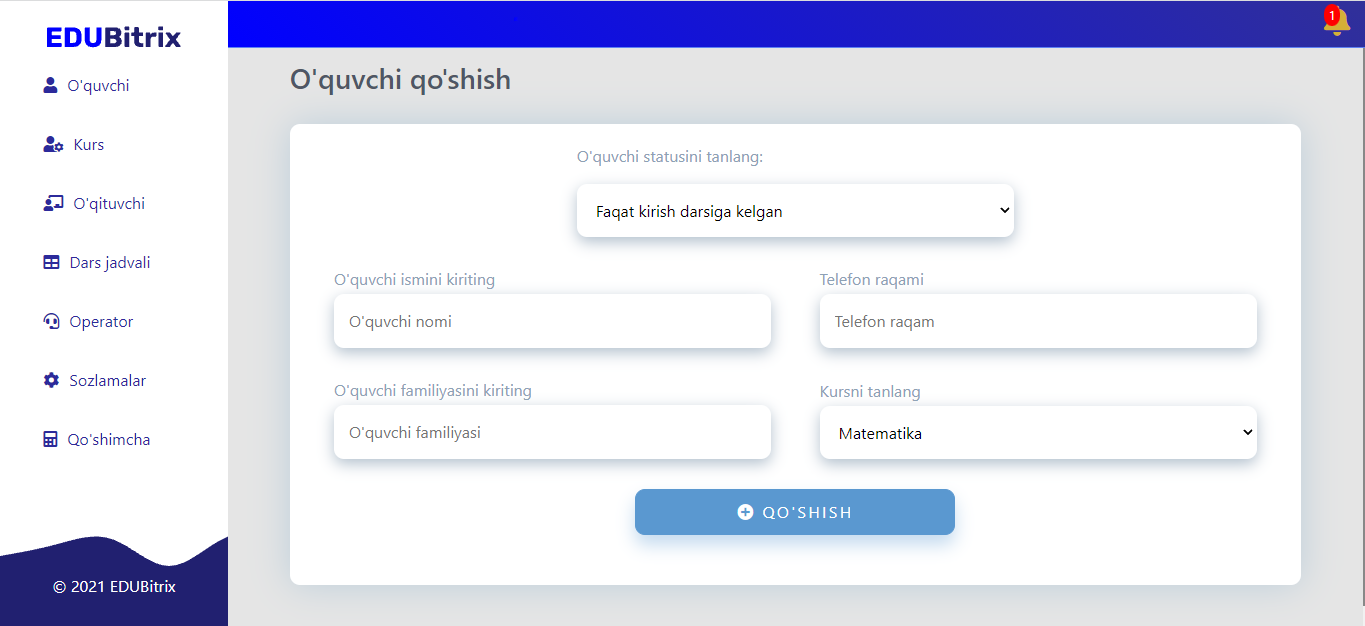 EDUBitrix
1
O'quvchi
Kurs
O'qituvchi
Dars jadvali
Operator
Sozlamalar
Qo'shimcha
© 2021 EDUBitrix
O'quvchi qo'shish
O'quvchi statusini tanlang:
Faqat kirish darsiga kelgan
O'quvchi ismini kiriting
O'quvchi nomi
Telefon raqami
Telefon raqam
O'quvchi familiyasini kiriting
O'quvchi familiyasi
Kursni tanlang
Matematika
QO'SHISH